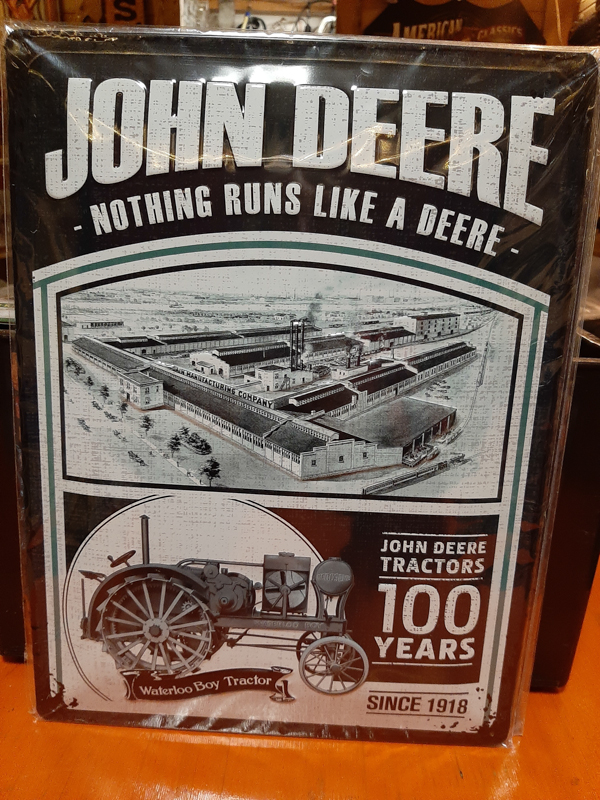 AMERICAN
CLASSICS
JOHN DEERE
- NOTHING RUNS LIKE A DEERE -
MANUFACTURING COMPANY
JOHN DEERE
TRACTORS
100
YEARS
Waterloo Boy Tractor
SINCE 1918